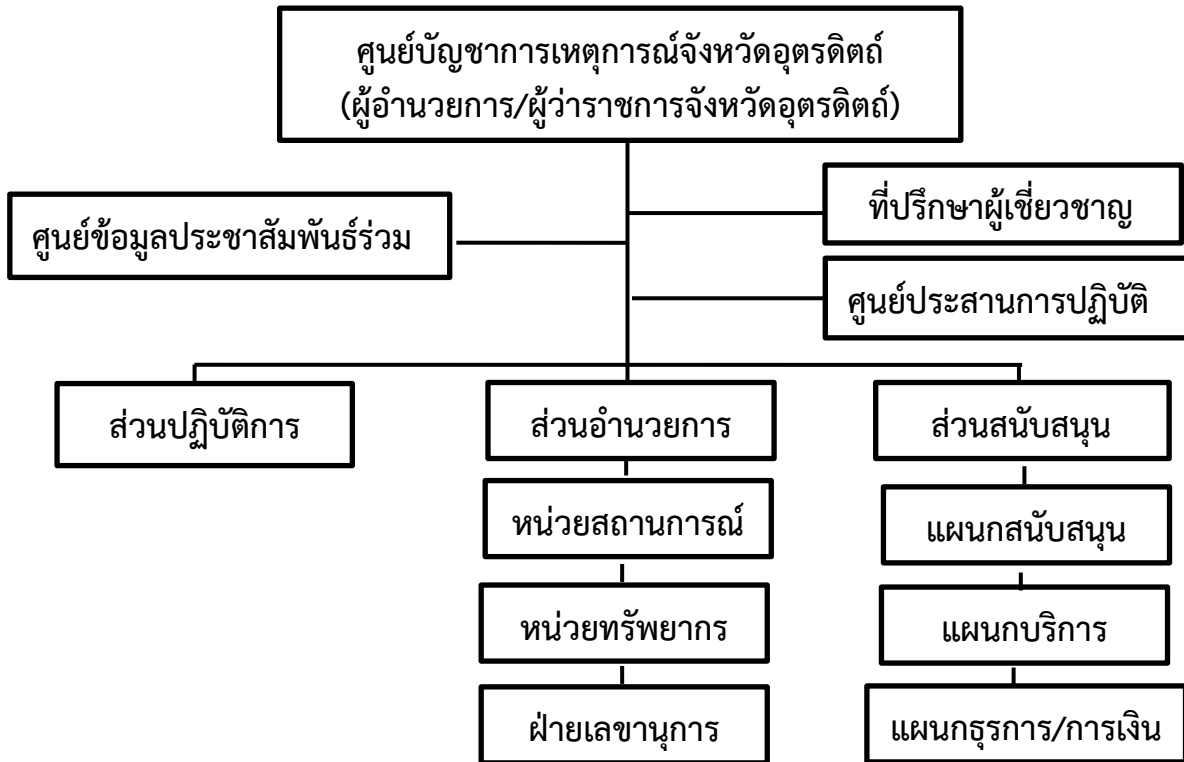 ศูนย์บัญชาการเหตุการณ์จังหวัดอุตรดิตถ์
(ผู้อำนวยการ/ผู้ว่าราชการจังหวัดอุตรดิตถ์)
ที่ปรึกษาผู้เชี่ยวชาญ
ศูนย์ข้อมูลประชาสัมพันธ์ร่วม
ศูนย์ประสานการปฏิบัติ
ส่วนปฏิบัติการ
ส่วนอำนวยการ
ส่วนสนับสนุน
หน่วยสถานการณ์
แผนกสนับสนุน
หน่วยทรัพยากร
แผนกบริการ
ฝ่ายเลขานุการ
แผนกธุรการ/การเงิน